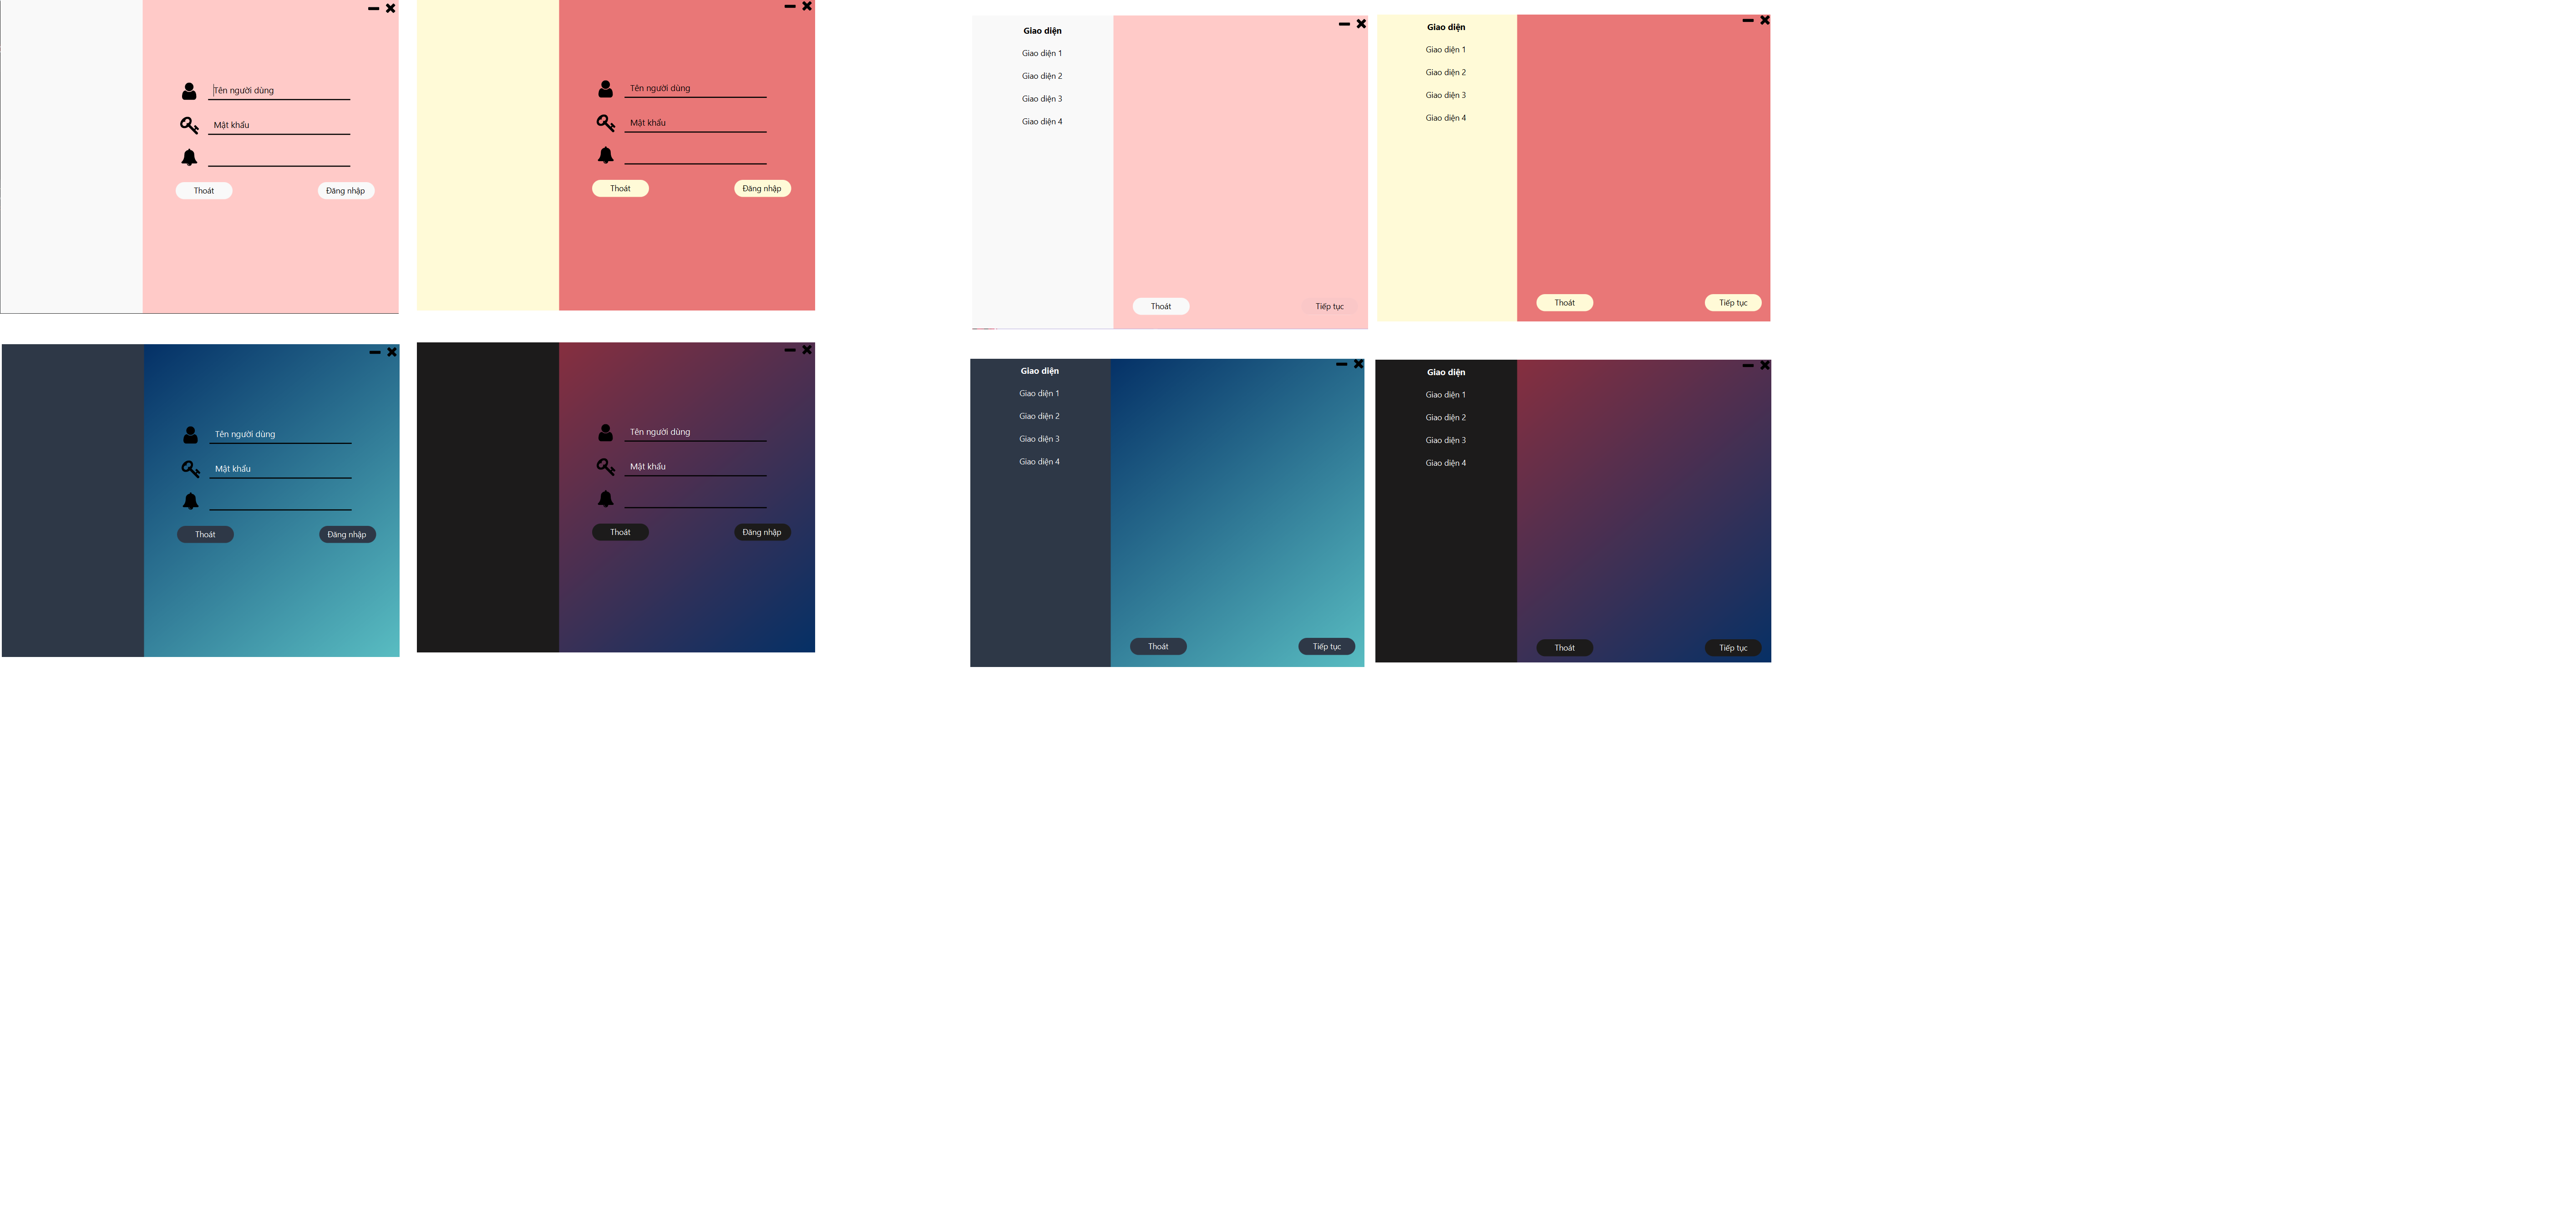 Tên người dùng
Mật khẩu
Thoát
Đăng nhập
Tên người dùng
Mật khẩu
Thoát
Đăng nhập
Giao diện
Giao diện 1
Giao diện 2
Giao diện 3
Giao diện 4
Thoát
Tiếp tục
Giao diện
Giao diện 1
Giao diện 2
Giao diện 3
Giao diện 4
Thoát
Tiếp tục
Tên người dùng
Mật khẩu
Thoát
Đăng nhập
Tên người dùng
Mật khẩu
Thoát
Đăng nhập
Giao diện
Giao diện 1
Giao diện 2
Giao diện 3
Giao diện 4
Thoát
Tiếp tục
Giao diện
Giao diện 1
Giao diện 2
Giao diện 3
Giao diện 4
Thoát
Tiếp tục